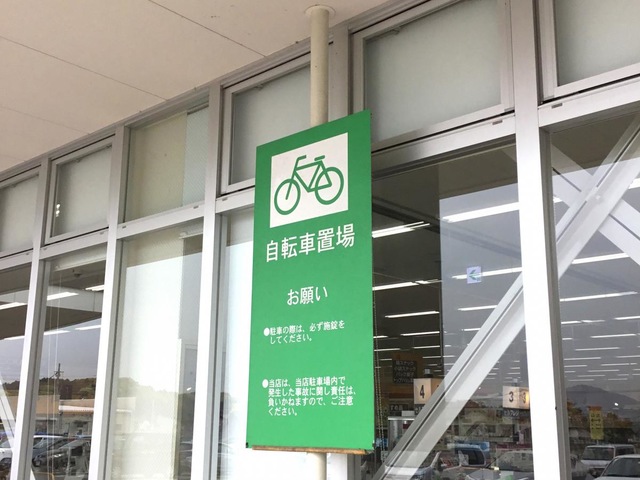 自転車置場
お願い
●駐車の際は、必ず施錠を
してください。
●当店は、当店駐車場内で
発生した事故に関し責任は、
負いかねますので、ご注意
ください。
4
3